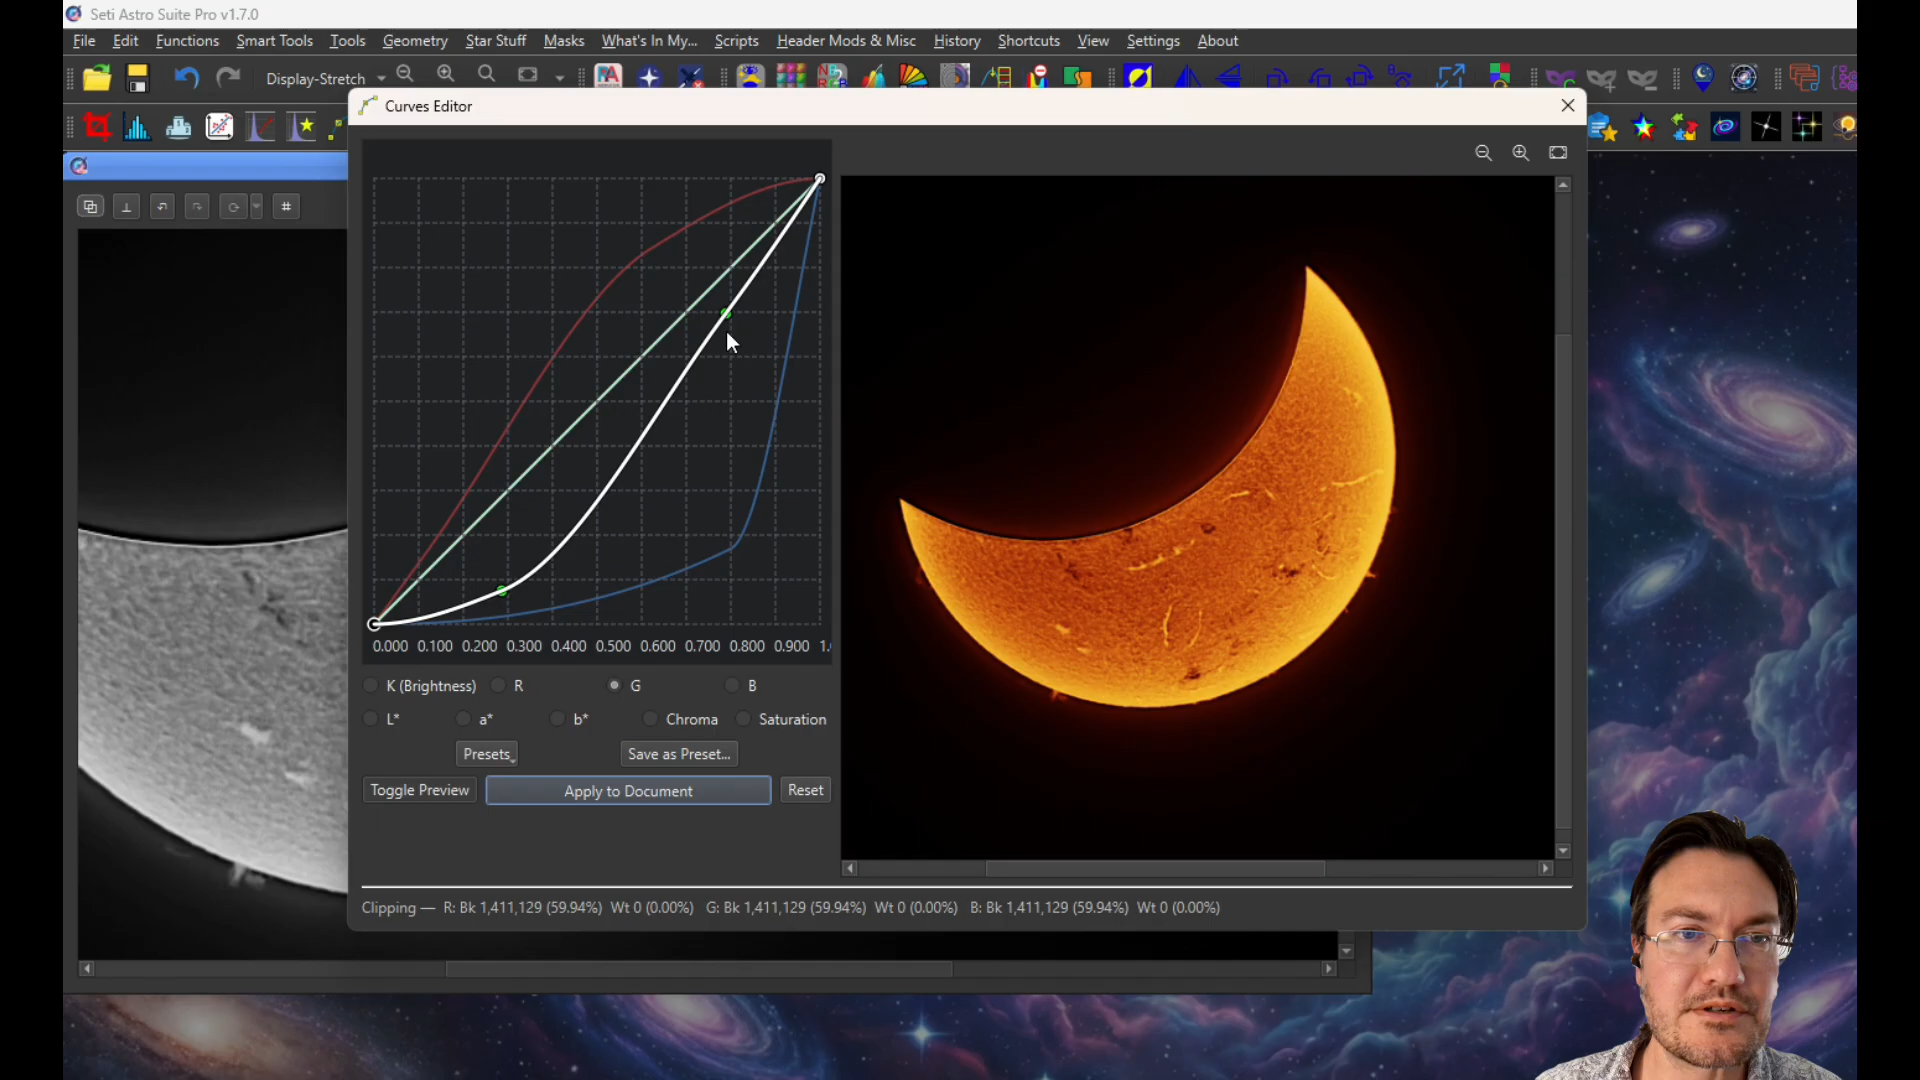 Seti Astro Suite Pro v1.7.0
File Edit Functions Smart Tools Tools Geometry Star Stuff Masks What's In My... Scripts Header Mods & Misc History Shortcuts View Settings About
Display-Stretch
Curves Editor
0.000 0.100 0.200 0.300 0.400 0.500 0.600 0.700 0.800 0.900 1.
K (Brightness) R G B
L* a* b* Chroma Saturation
Presets Save as Preset...
Toggle Preview Apply to Document Reset
Clipping — R: Bk 1,411,129 (59.94%) Wt 0 (0.00%) G: Bk 1,411,129 (59.94%) Wt 0 (0.00%) B: Bk 1,411,129 (59.94%) Wt 0 (0.00%)